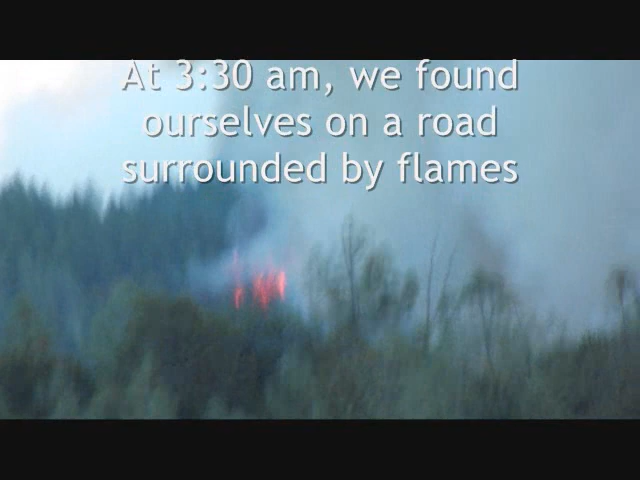 At 3:30 am, we found
ourselves on a road
surrounded by flames